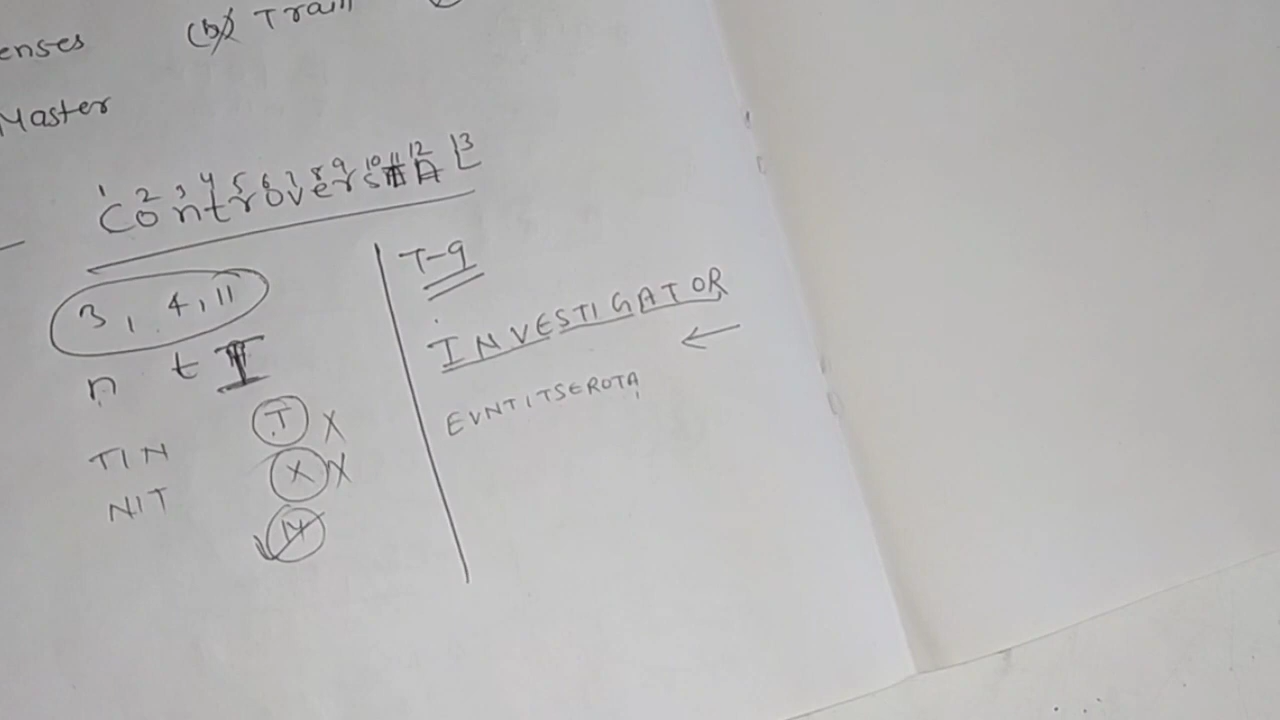 enses (b) Train
Master
1 2 3 4 5 6 7 8 9 10 11 12 13
ControversIAL
3, 4, 11
n t I
TIN T X
NIT X X
M
T-9
INVESTIGATOR
←
EVNTITSEROTA